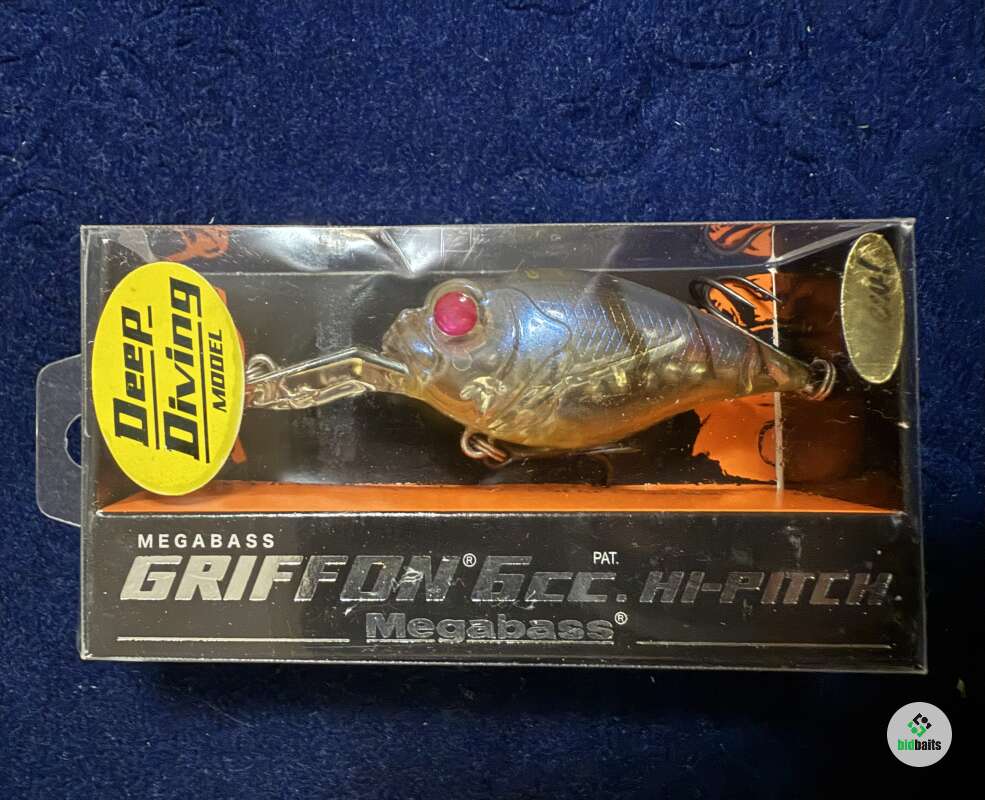 Deep
Diving
MODEL
MEGABASS
GRIFFON® 6cc. PAT. HI-PITCH
Megabass®
bidbaits